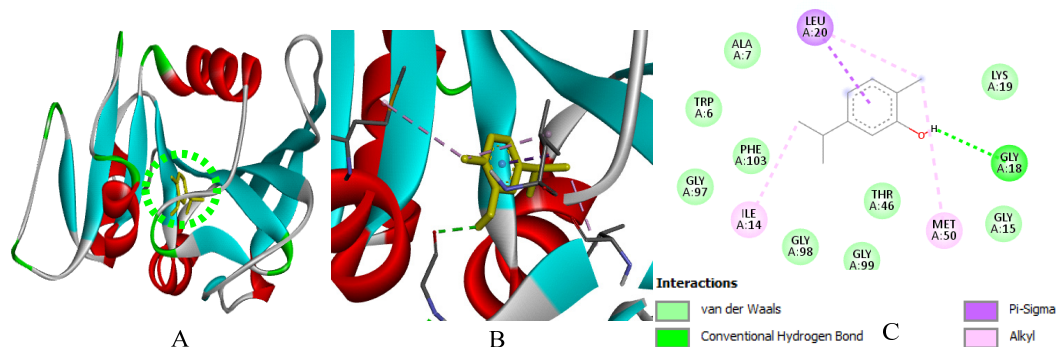 LEU
A:20
ALA
A:7
LYS
A:19
TRP
A:6
H
O
PHE
A:103
GLY
A:18
GLY
A:97
THR
A:46
ILE
A:14
MET
A:50
GLY
A:15
GLY
A:98
GLY
A:99
Interactions
van der Waals
Conventional Hydrogen Bond
Pi-Sigma
Alkyl
A
B
C